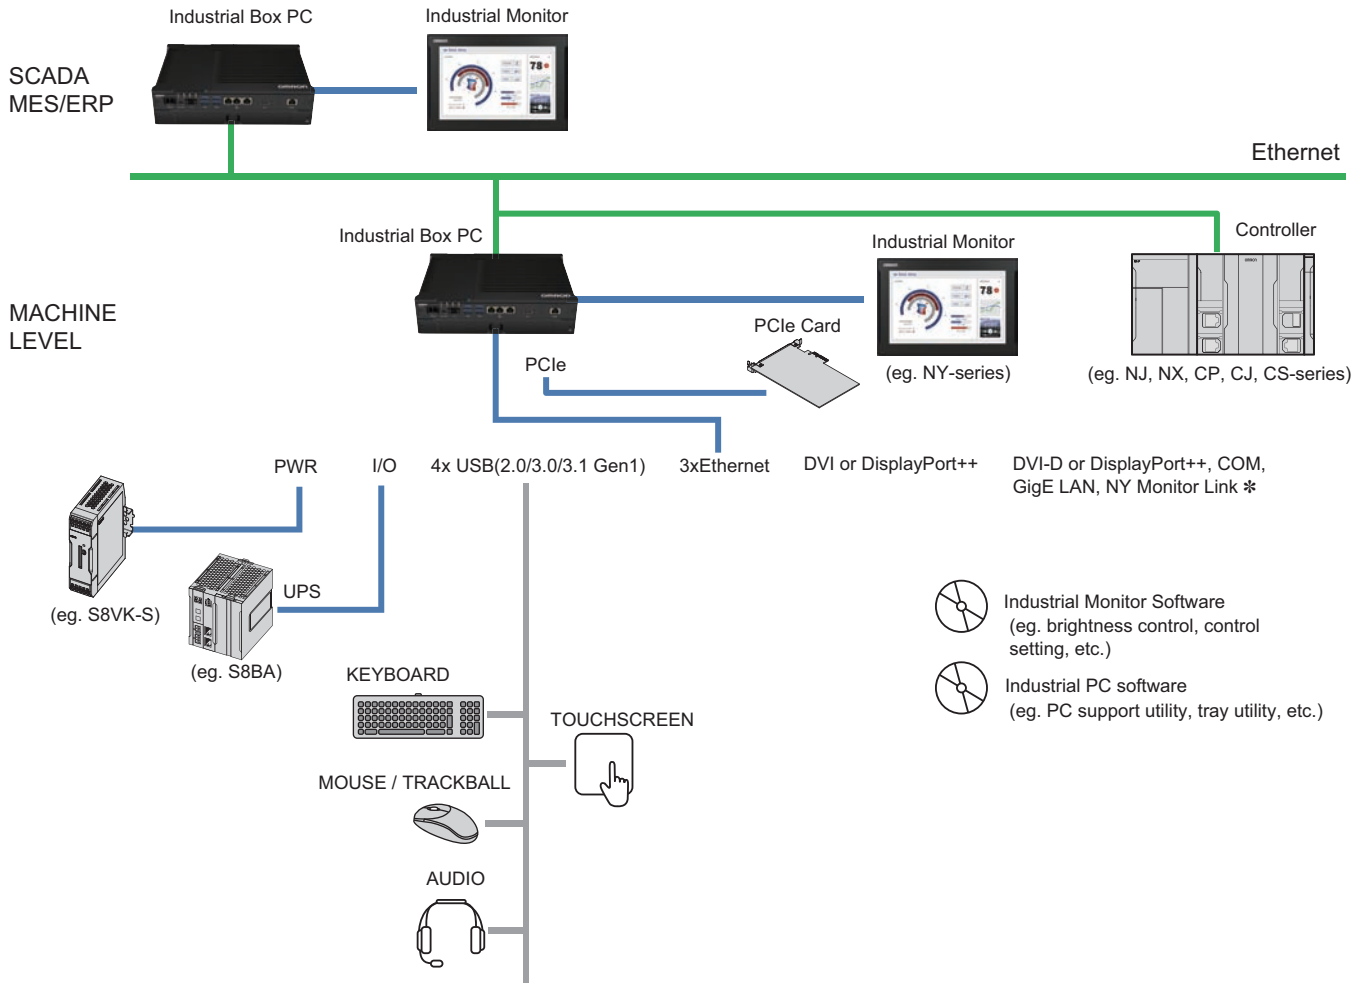 Industrial Box PC
Industrial Monitor
SCADA
MES/ERP
78
Ethernet
Industrial Box PC
Industrial Monitor
Controller
MACHINE
LEVEL
78
PCIe Card
PCIe
(eg. NY-series)
(eg. NJ, NX, CP, CJ, CS-series)
PWR
I/O
4x USB(2.0/3.0/3.1 Gen1)
3xEthernet
DVI or DisplayPort++
DVI-D or DisplayPort++, COM,
GigE LAN, NY Monitor Link ✻
UPS
(eg. S8VK-S)
(eg. S8BA)
Industrial Monitor Software
(eg. brightness control, control
setting, etc.)
Industrial PC software
(eg. PC support utility, tray utility, etc.)
KEYBOARD
TOUCHSCREEN
MOUSE / TRACKBALL
AUDIO